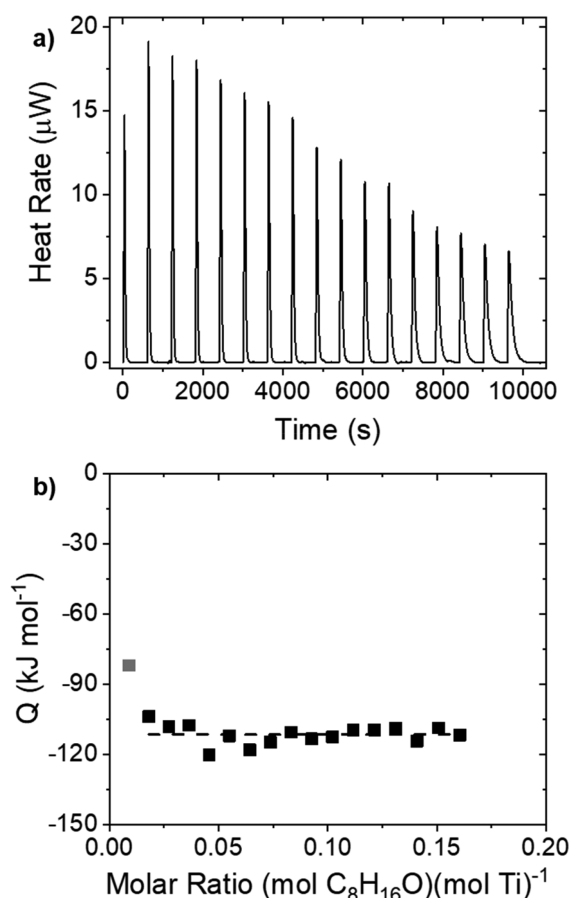 a)
20
15
10
5
0
Heat Rate (μW)
0 2000 4000 6000 8000 10000
Time (s)
b)
0
-30
-60
-90
-120
-150
Q (kJ mol⁻¹)
0.00 0.05 0.10 0.15 0.20
Molar Ratio (mol C₈H₁₆O)(mol Ti)⁻¹